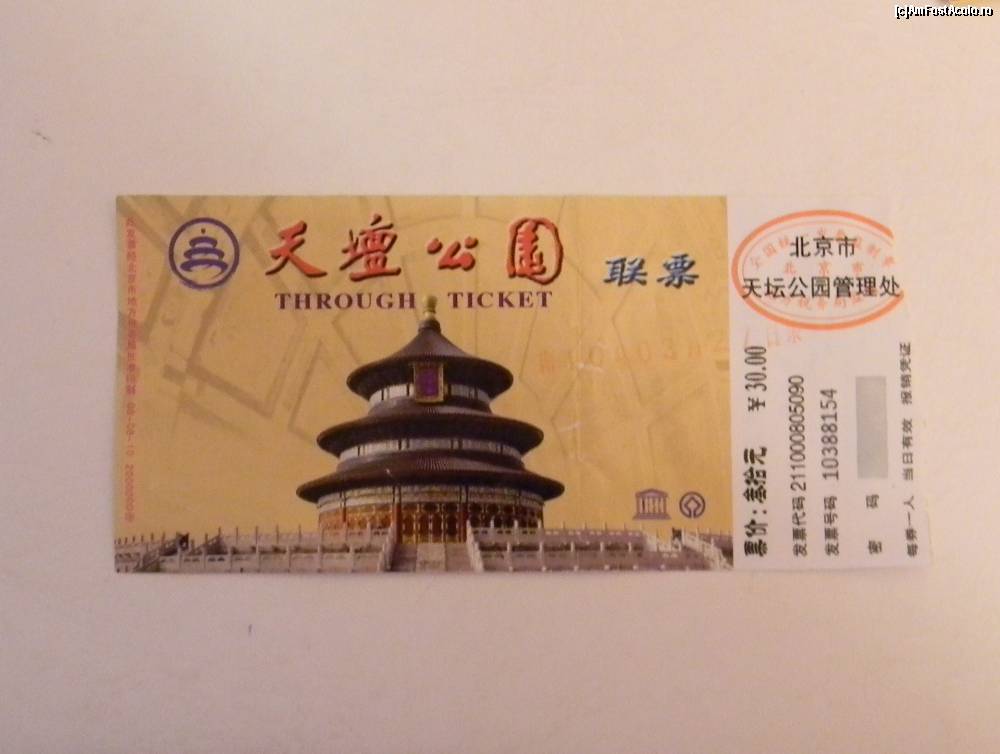 (c)AmFostAcolo.ro
天壇公園
联票
THROUGH TICKET
北京市
天坛公园管理处
票价：叁拾元 ￥30.00
发票代码 211000805090
发票号码 10388154
密 码
每券一人 当日有效 报销凭证